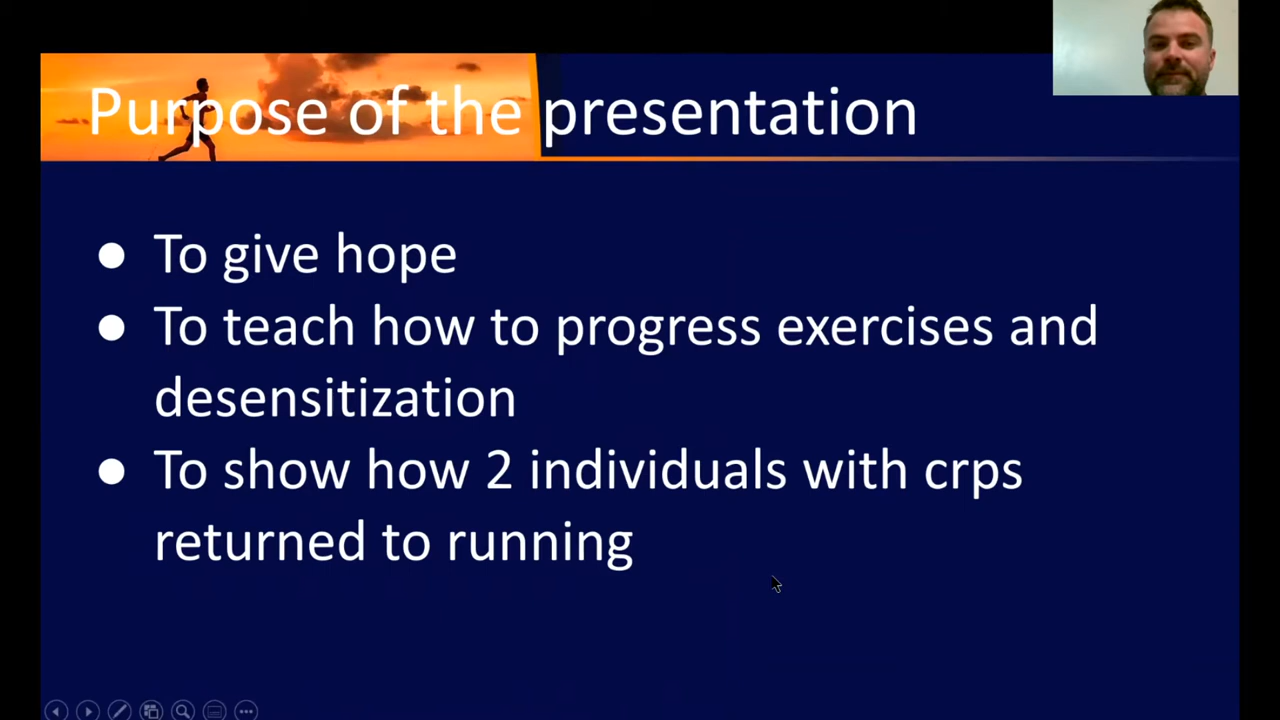 Purpose of the presentation
● To give hope
● To teach how to progress exercises and
desensitization
● To show how 2 individuals with crps
returned to running